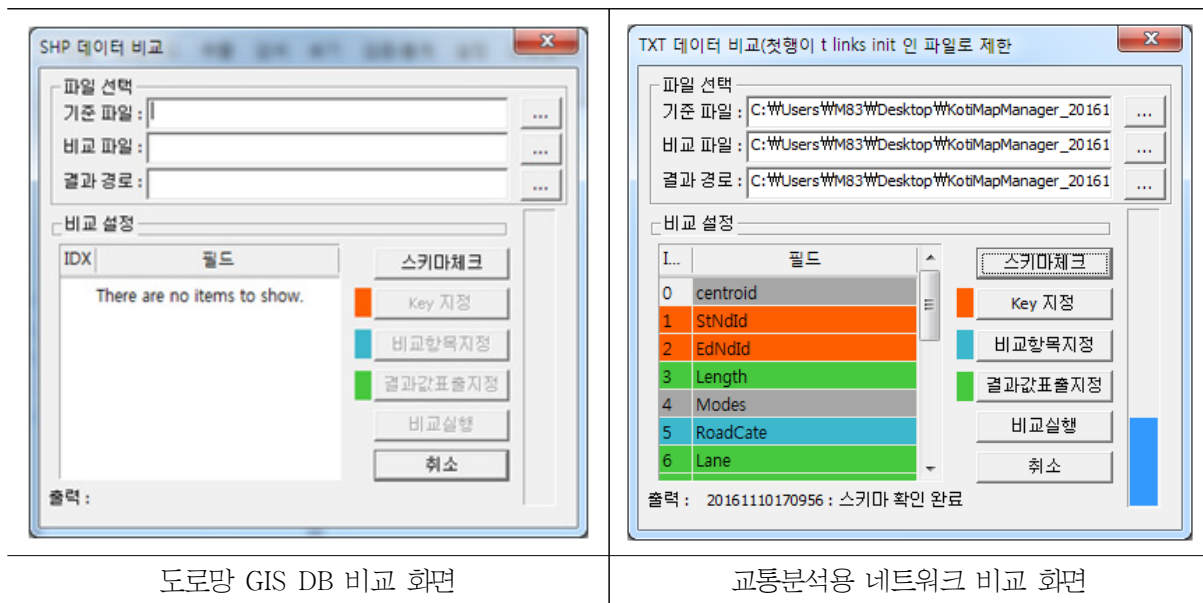 SHP 데이터 비교
파일 선택
기준 파일 :
...
비교 파일 :
...
결과 경로 :
...
비교 설정
IDX 필드
There are no items to show.
스키마체크
Key 지정
비교항목지정
결과값표출지정
비교실행
취소
출력 :
도로망 GIS DB 비교 화면
TXT 데이터 비교(첫행이 t links init 인 파일로 제한
파일 선택
기준 파일 : C:₩Users₩M83₩Desktop₩KotiMapManager_20161 ...
비교 파일 : C:₩Users₩M83₩Desktop₩KotiMapManager_20161 ...
결과 경로 : C:₩Users₩M83₩Desktop₩KotiMapManager_20161 ...
비교 설정
I... 필드
0 centroid
1 StNdId
2 EdNdId
3 Length
4 Modes
5 RoadCate
6 Lane
스키마체크
Key 지정
비교항목지정
결과값표출지정
비교실행
취소
출력 : 20161110170956 : 스키마 확인 완료
교통분석용 네트워크 비교 화면